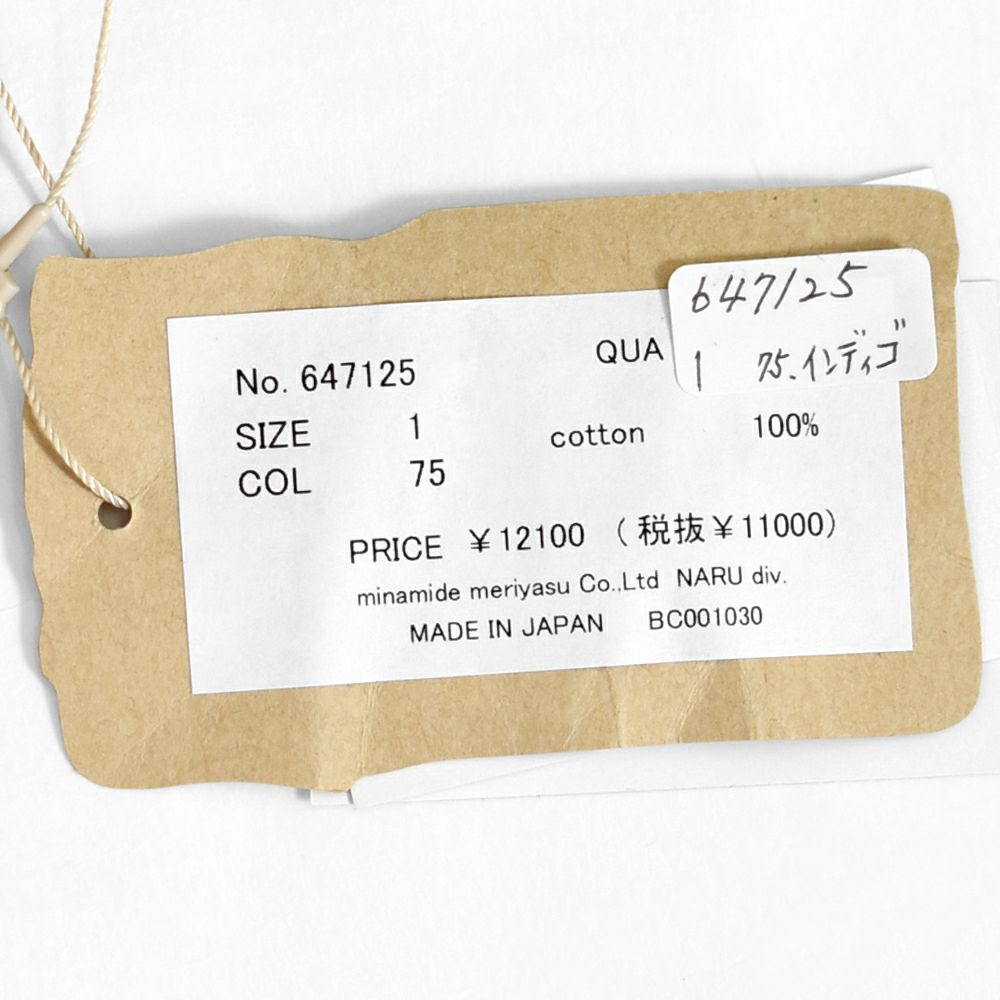 647125
1 75.インディゴ
No. 647125 QUA
SIZE 1 cotton 100%
COL 75
PRICE ¥12100 (税抜¥11000)
minamide meriyasu Co.,Ltd NARU div.
MADE IN JAPAN BC001030